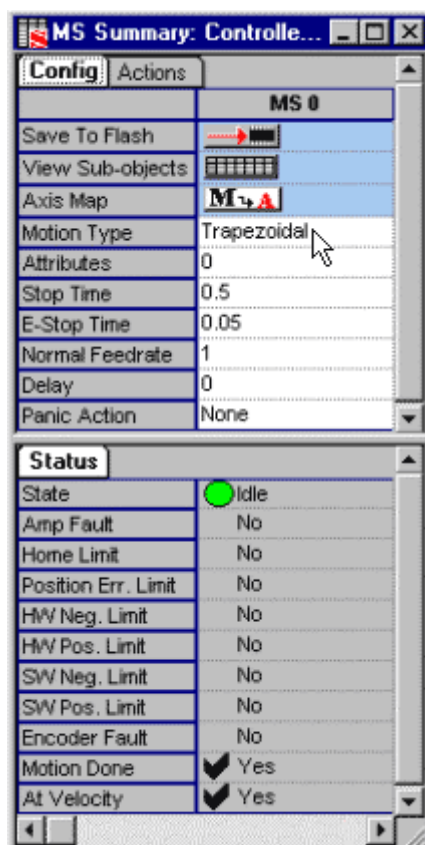 MS Summary: Controlle...
Config Actions
MS 0
Save To Flash
View Sub-objects
Axis Map M A
Motion Type Trapezoidal
Attributes 0
Stop Time 0.5
E-Stop Time 0.05
Normal Feedrate 1
Delay 0
Panic Action None
Status
State Idle
Amp Fault No
Home Limit No
Position Err. Limit No
HW Neg. Limit No
HW Pos. Limit No
SW Neg. Limit No
SW Pos. Limit No
Encoder Fault No
Motion Done Yes
At Velocity Yes